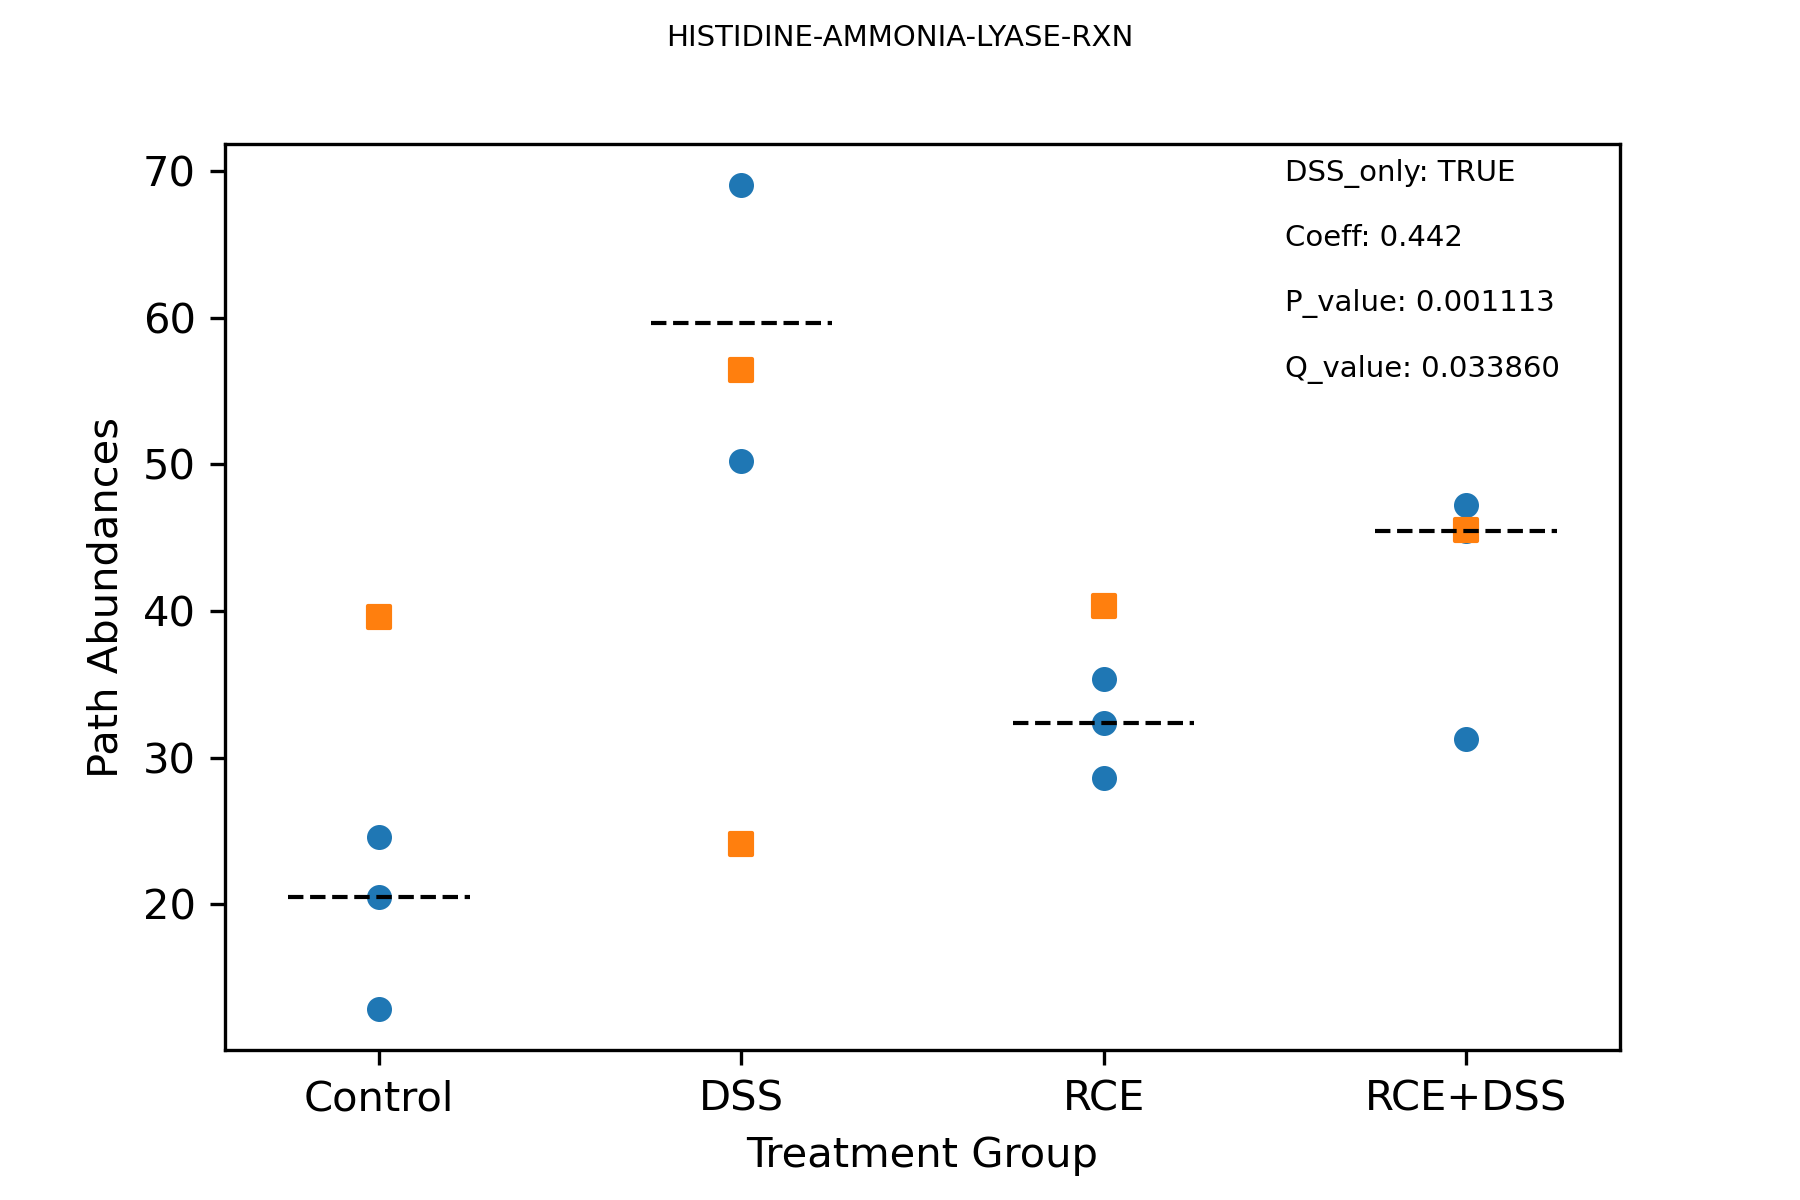 HISTIDINE-AMMONIA-LYASE-RXN
DSS_only: TRUE
Coeff: 0.442
P_value: 0.001113
Q_value: 0.033860
Path Abundances
70
60
50
40
30
20
Control
DSS
RCE
RCE+DSS
Treatment Group